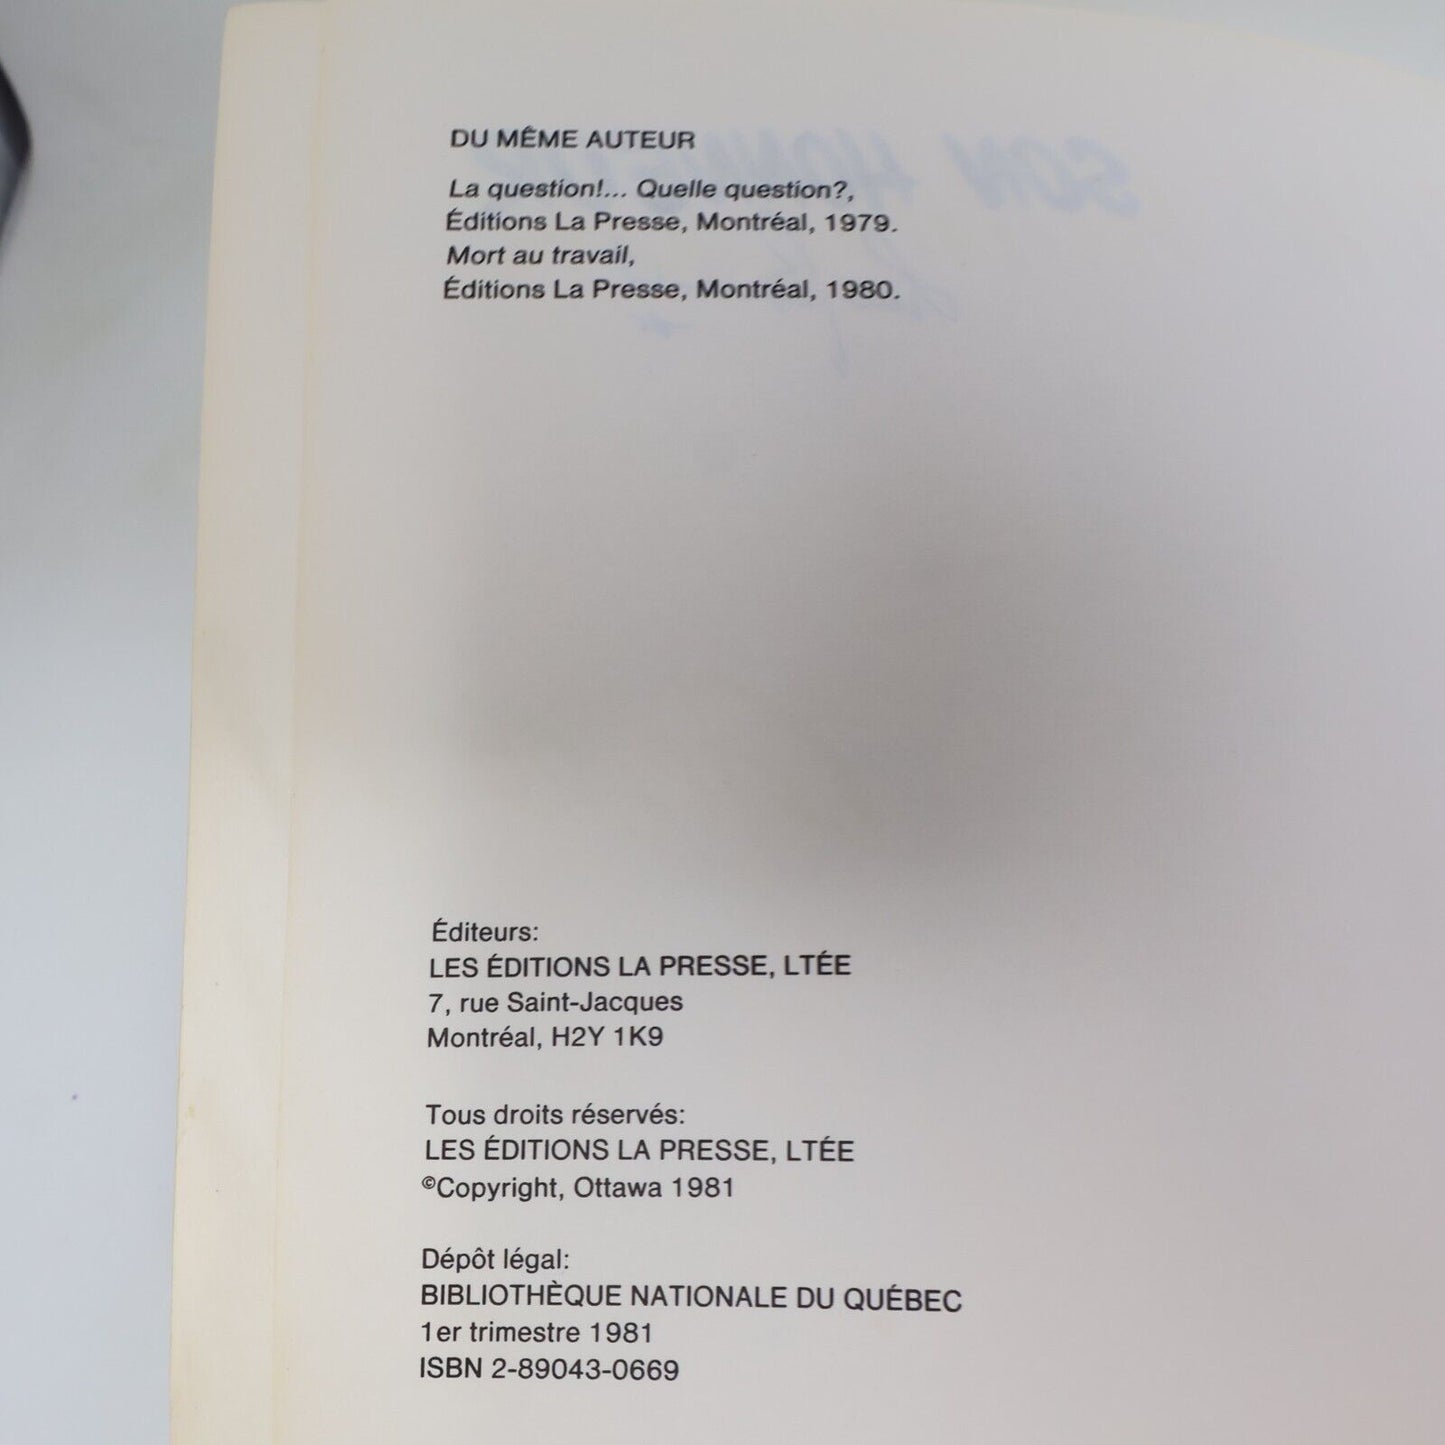 DU MÊME AUTEUR
La question!... Quelle question?,
Éditions La Presse, Montréal, 1979.
Mort au travail,
Éditions La Presse, Montréal, 1980.
SON
Éditeurs:
LES ÉDITIONS LA PRESSE, LTÉE
7, rue Saint-Jacques
Montréal, H2Y 1K9
Tous droits réservés:
LES ÉDITIONS LA PRESSE, LTÉE
©Copyright, Ottawa 1981
Dépôt légal:
BIBLIOTHÈQUE NATIONALE DU QUÉBEC
1er trimestre 1981
ISBN 2-89043-0669